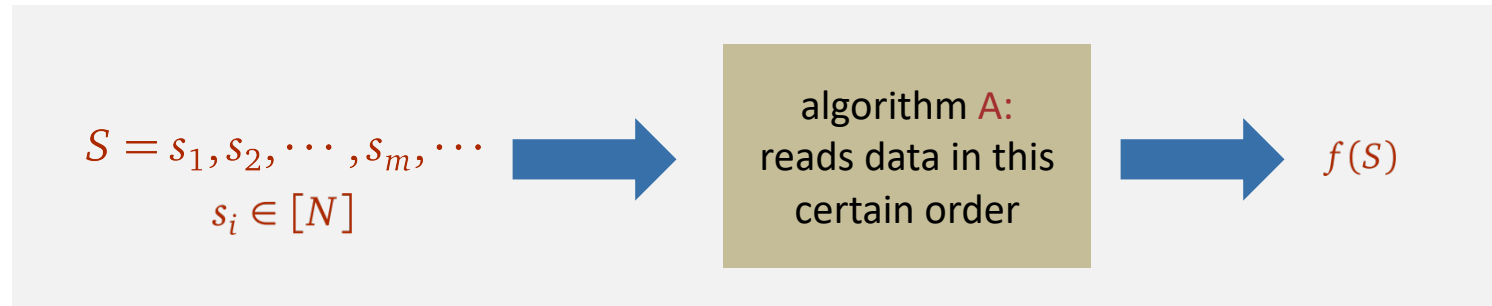 S = s₁, s₂, ⋯ , sₘ, ⋯
sᵢ ∈ [N]
algorithm A:
reads data in this
certain order
f(S)